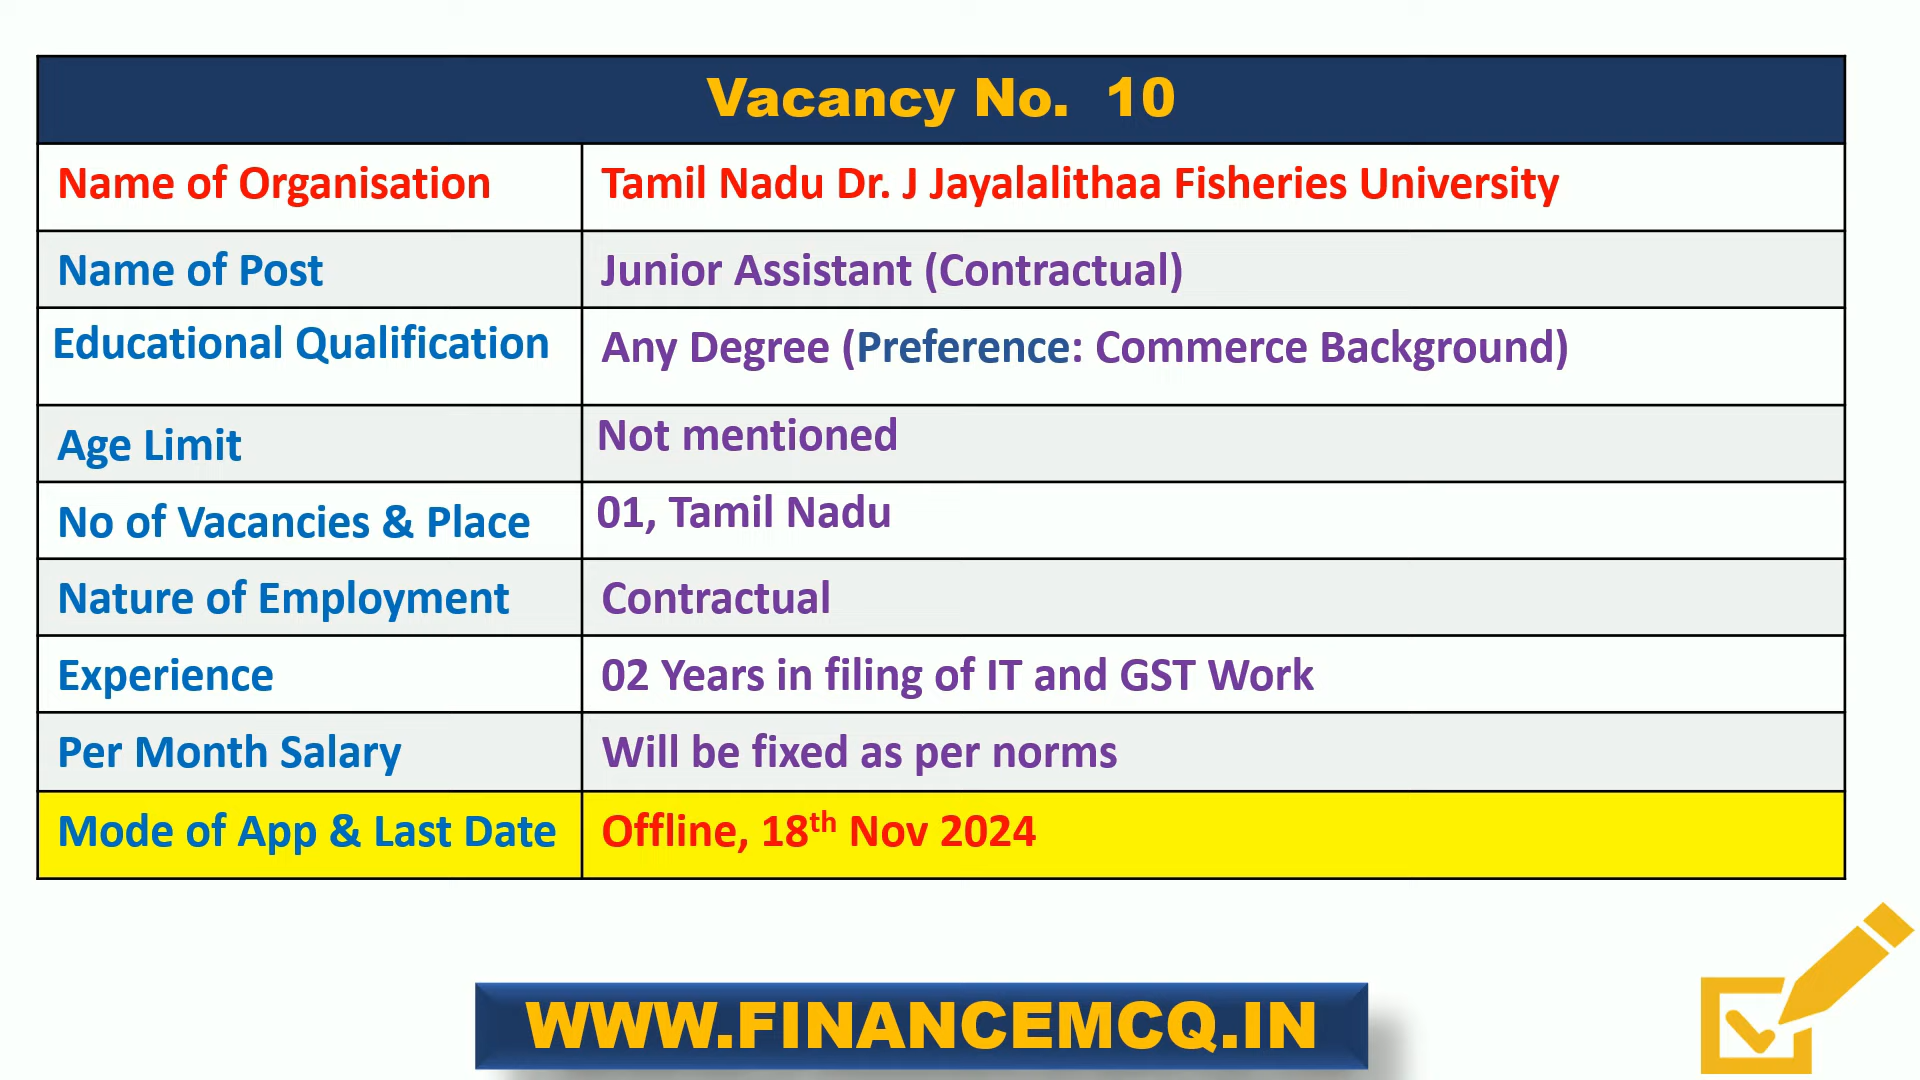 Vacancy No. 10
Name of Organisation
Tamil Nadu Dr. J Jayalalithaa Fisheries University
Name of Post
Junior Assistant (Contractual)
Educational Qualification
Any Degree (Preference: Commerce Background)
Age Limit
Not mentioned
No of Vacancies & Place
01, Tamil Nadu
Nature of Employment
Contractual
Experience
02 Years in filing of IT and GST Work
Per Month Salary
Will be fixed as per norms
Mode of App & Last Date
Offline, 18th Nov 2024
WWW.FINANCEMCQ.IN